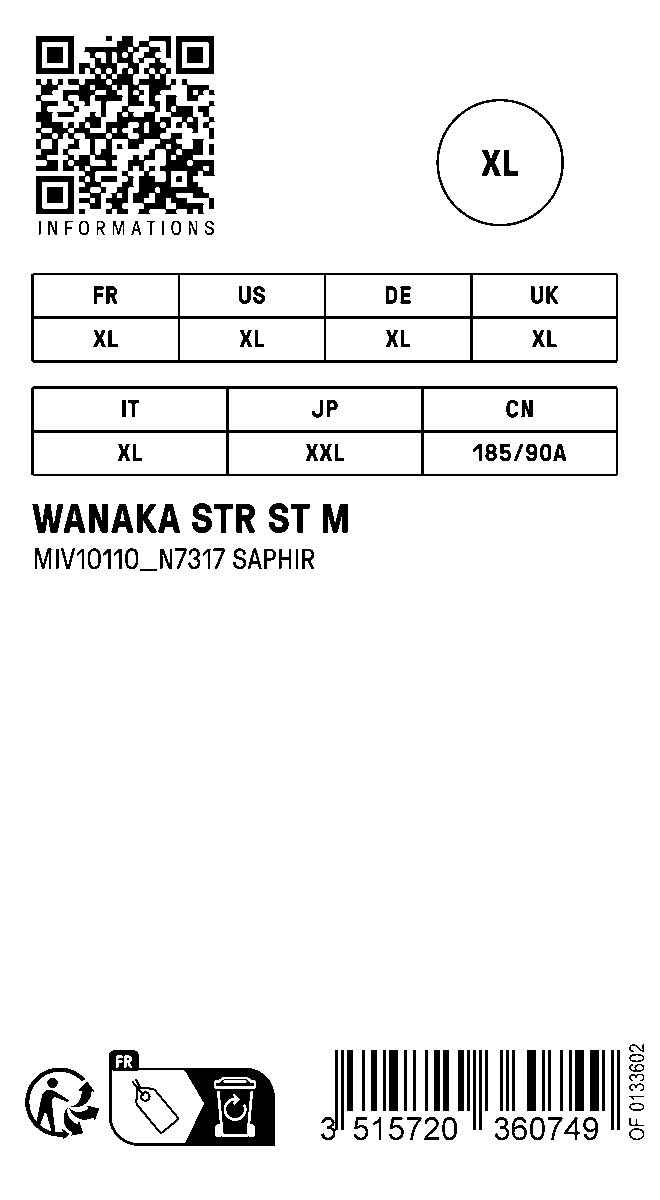 INFORMATIONS
XL
FR US DE UK
XL XL XL XL
IT JP CN
XL XXL 185/90A
WANAKA STR ST M
MIV10110_N7317 SAPHIR
FR
3 515720 360749
OF 0133602